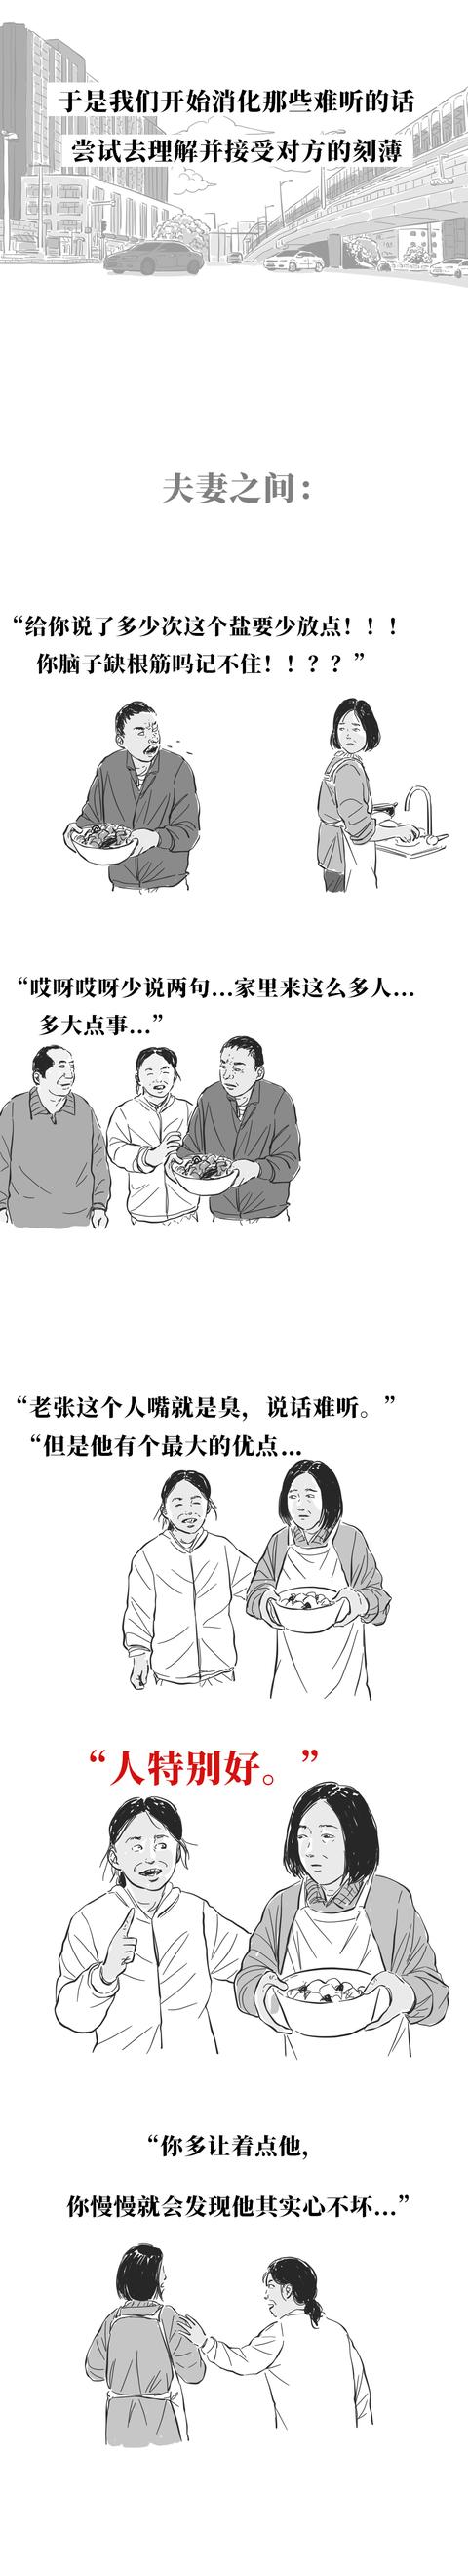 于是我们开始消化那些难听的话
尝试去理解并接受对方的刻薄
夫妻之间：
“给你说了多少次这个盐要少放点！！！
你脑子缺根筋吗记不住！！？？”
“哎呀哎呀少说两句...家里来这么多人...
多大点事...”
“老张这个人嘴就是臭，说话难听。”
“但是他有个最大的优点...
“人特别好。”
“你多让着点他，
你慢慢就会发现他其实心不坏...”